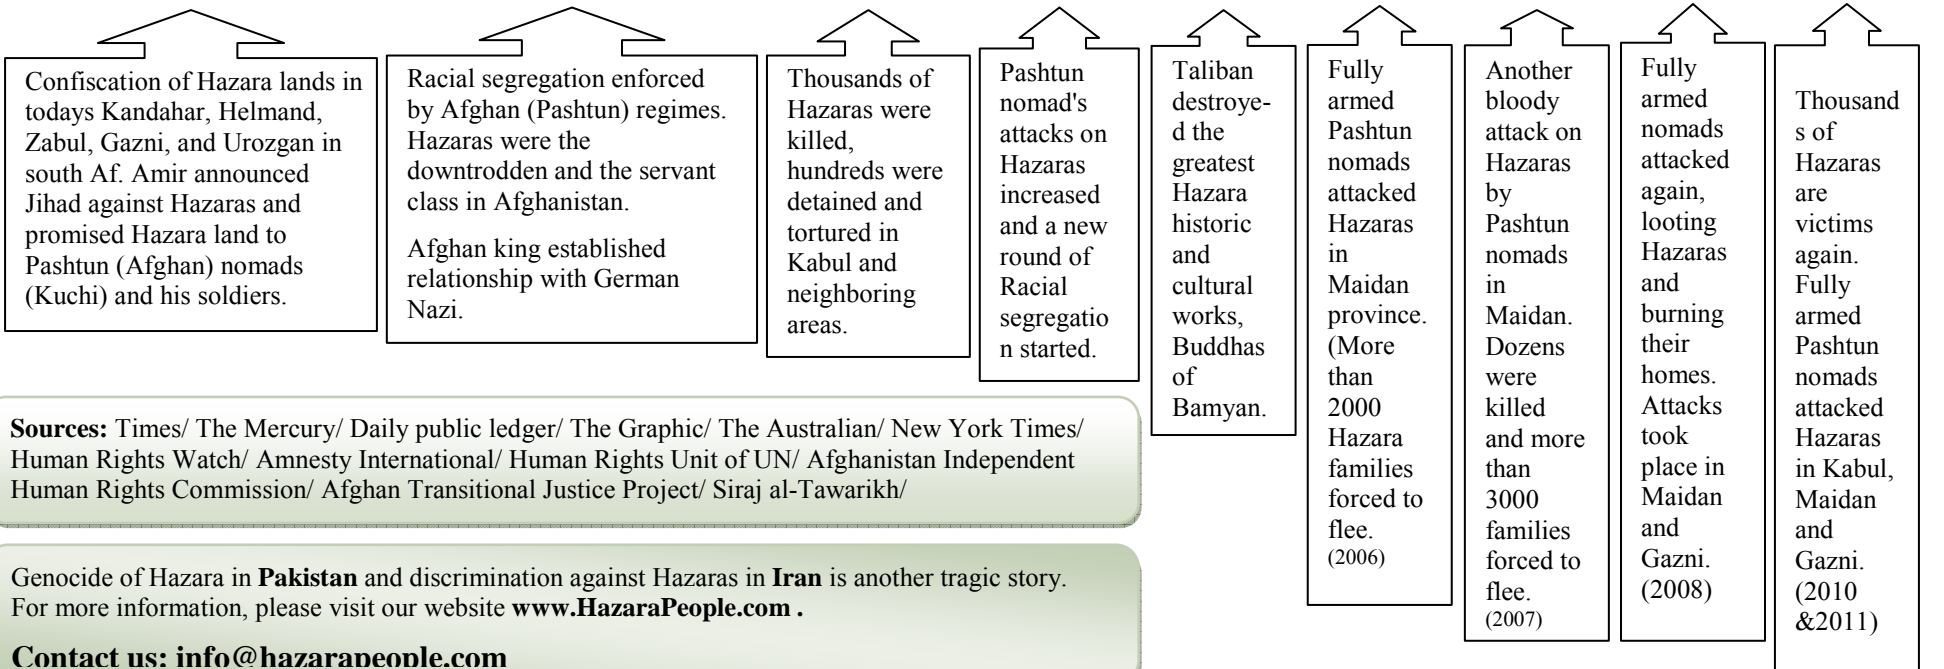 Confiscation of Hazara lands in
todays Kandahar, Helmand,
Zabul, Gazni, and Urozgan in
south Af. Amir announced
Jihad against Hazaras and
promised Hazara land to
Pashtun (Afghan) nomads
(Kuchi) and his soldiers.
Racial segregation enforced
by Afghan (Pashtun) regimes.
Hazaras were the
downtrodden and the servant
class in Afghanistan.
Afghan king established
relationship with German
Nazi.
Thousands of
Hazaras were
killed,
hundreds were
detained and
tortured in
Kabul and
neighboring
areas.
Pashtun
nomad's
attacks on
Hazaras
increased
and a new
round of
Racial
segregatio
n started.
Taliban
destroye-
d the
greatest
Hazara
historic
and
cultural
works,
Buddhas
of
Bamyan.
Fully
armed
Pashtun
nomads
attacked
Hazaras
in
Maidan
province.
(More
than
2000
Hazara
families
forced to
flee.
(2006)
Another
bloody
attack on
Hazaras
by
Pashtun
nomads
in
Maidan.
Dozens
were
killed
and more
than
3000
families
forced to
flee.
(2007)
Fully
armed
nomads
attacked
again,
looting
Hazaras
and
burning
their
homes.
Attacks
took
place in
Maidan
and
Gazni.
(2008)
Thousand
s of
Hazaras
are
victims
again.
Fully
armed
Pashtun
nomads
attacked
Hazaras
in Kabul,
Maidan
and
Gazni.
(2010
&2011)
Sources: Times/ The Mercury/ Daily public ledger/ The Graphic/ The Australian/ New York Times/
Human Rights Watch/ Amnesty International/ Human Rights Unit of UN/ Afghanistan Independent
Human Rights Commission/ Afghan Transitional Justice Project/ Siraj al-Tawarikh/
Genocide of Hazara in Pakistan and discrimination against Hazaras in Iran is another tragic story.
For more information, please visit our website www.HazaraPeople.com .
Contact us: info@hazarapeople.com